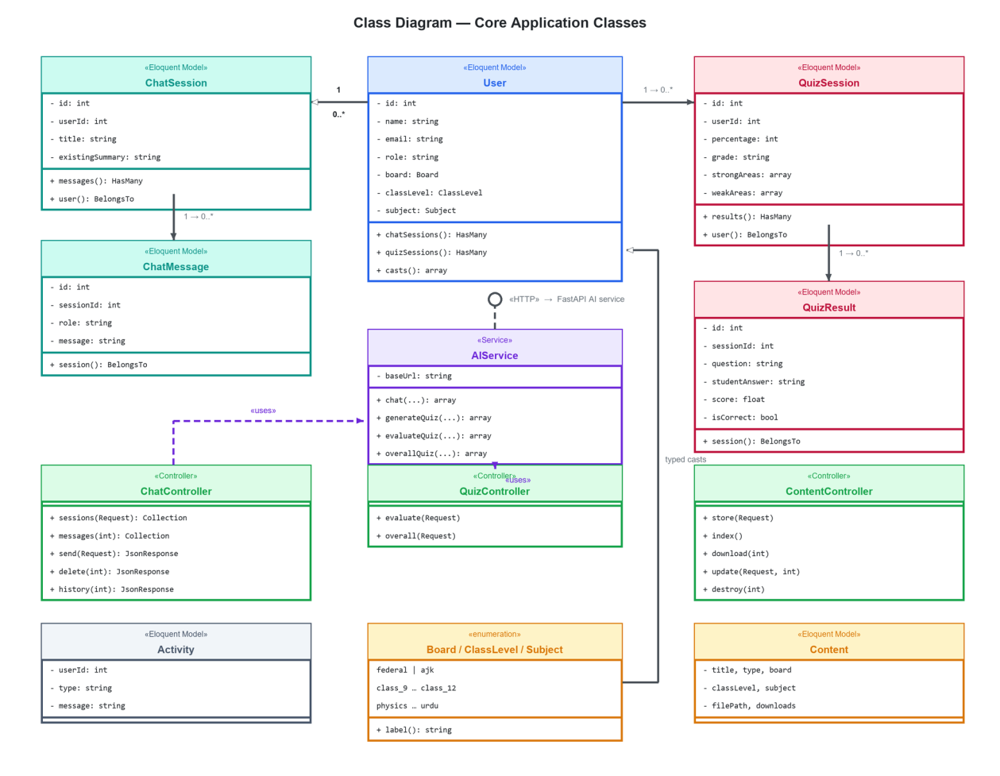 Class Diagram — Core Application Classes
«Eloquent Model»
ChatSession
- id: int
- userId: int
- title: string
- existingSummary: string
+ messages(): HasMany
+ user(): BelongsTo
1
0..*
«Eloquent Model»
User
- id: int
- name: string
- email: string
- role: string
- board: Board
- classLevel: ClassLevel
- subject: Subject
+ chatSessions(): HasMany
+ quizSessions(): HasMany
+ casts(): array
1 → 0..*
«Eloquent Model»
QuizSession
- id: int
- userId: int
- percentage: int
- grade: string
- strongAreas: array
- weakAreas: array
+ results(): HasMany
+ user(): BelongsTo
1 → 0..*
«Eloquent Model»
ChatMessage
- id: int
- sessionId: int
- role: string
- message: string
+ session(): BelongsTo
«HTTP» → FastAPI AI service
«Service»
AIService
- baseUrl: string
+ chat(...): array
+ generateQuiz(...): array
+ evaluateQuiz(...): array
+ overallQuiz(...): array
1 → 0..*
«Eloquent Model»
QuizResult
- id: int
- sessionId: int
- question: string
- studentAnswer: string
- score: float
- isCorrect: bool
+ session(): BelongsTo
«uses»
typed casts
«Controller»
ChatController
+ sessions(Request): Collection
+ messages(int): Collection
+ send(Request): JsonResponse
+ delete(int): JsonResponse
+ history(int): JsonResponse
«Controller»
«uses»
QuizController
+ evaluate(Request)
+ overall(Request)
«Controller»
ContentController
+ store(Request)
+ index()
+ download(int)
+ update(Request, int)
+ destroy(int)
«Eloquent Model»
Activity
- userId: int
- type: string
- message: string
«enumeration»
Board / ClassLevel / Subject
federal | ajk
class_9 … class_12
physics … urdu
+ label(): string
«Eloquent Model»
Content
- title, type, board
- classLevel, subject
- filePath, downloads